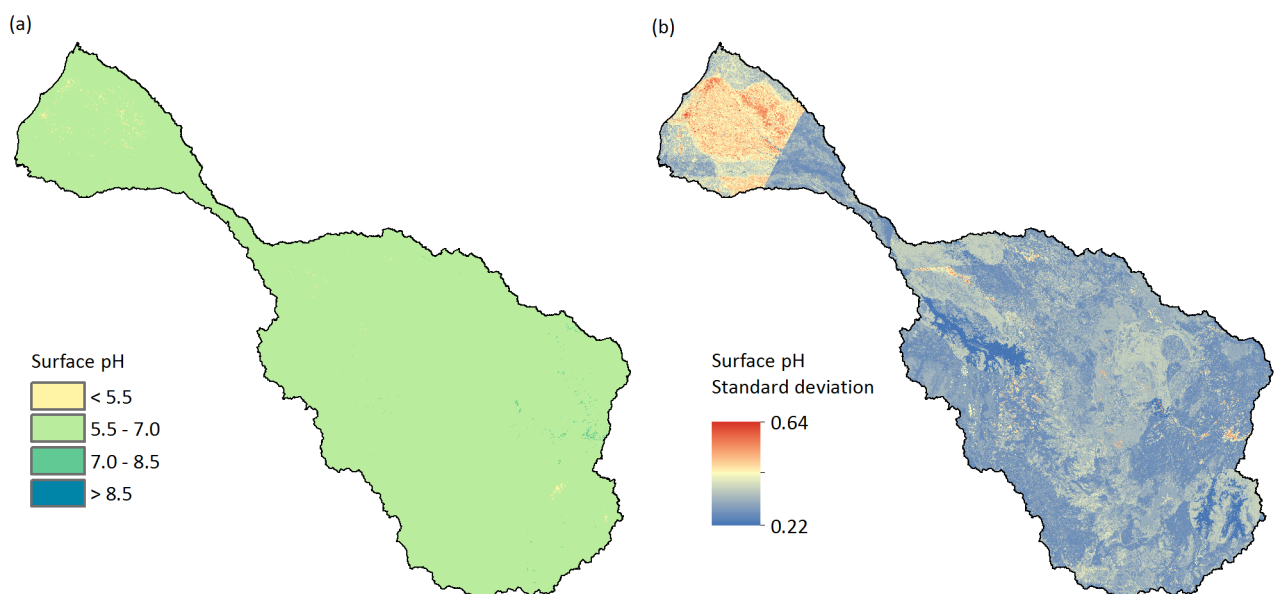 (a)
(b)
Surface pH
< 5.5
5.5 - 7.0
7.0 - 8.5
> 8.5
Surface pH
Standard deviation
0.64
0.22